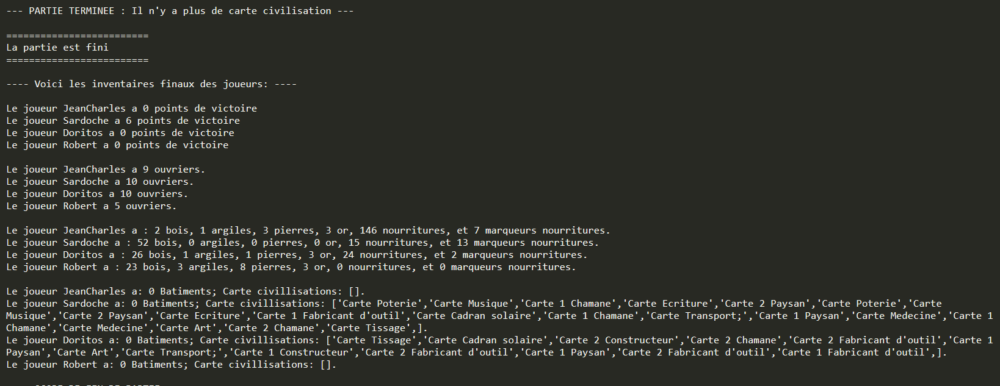 --- PARTIE TERMINEE : Il n'y a plus de carte civilisation ---
=========================
La partie est fini
=========================
---- Voici les inventaires finaux des joueurs: ----
Le joueur JeanCharles a 0 points de victoire
Le joueur Sardoche a 6 points de victoire
Le joueur Doritos a 0 points de victoire
Le joueur Robert a 0 points de victoire
Le joueur JeanCharles a 9 ouvriers.
Le joueur Sardoche a 10 ouvriers.
Le joueur Doritos a 10 ouvriers.
Le joueur Robert a 5 ouvriers.
Le joueur JeanCharles a : 2 bois, 1 argiles, 3 pierres, 3 or, 146 nourritures, et 7 marqueurs nourritures.
Le joueur Sardoche a : 52 bois, 0 argiles, 0 pierres, 0 or, 15 nourritures, et 13 marqueurs nourritures.
Le joueur Doritos a : 26 bois, 1 argiles, 1 pierres, 3 or, 24 nourritures, et 2 marqueurs nourritures.
Le joueur Robert a : 23 bois, 3 argiles, 8 pierres, 3 or, 0 nourritures, et 0 marqueurs nourritures.
Le joueur JeanCharles a: 0 Batiments; Carte civillisations: [].
Le joueur Sardoche a: 0 Batiments; Carte civillisations: ['Carte Poterie','Carte Musique','Carte 1 Chamane','Carte Ecriture','Carte 2 Paysan','Carte Poterie','Carte
Musique','Carte 2 Paysan','Carte Ecriture','Carte 1 Fabricant d'outil','Carte Cadran solaire','Carte 1 Chamane','Carte Transport;','Carte 1 Paysan','Carte Medecine','Carte 1
Chamane','Carte Medecine','Carte Art','Carte 2 Chamane','Carte Tissage',].
Le joueur Doritos a: 0 Batiments; Carte civillisations: ['Carte Tissage','Carte Cadran solaire','Carte 2 Constructeur','Carte 2 Chamane','Carte 2 Fabricant d'outil','Carte 1
Paysan','Carte Art','Carte Transport;','Carte 1 Constructeur','Carte 2 Fabricant d'outil','Carte 1 Paysan','Carte 2 Fabricant d'outil','Carte 1 Fabricant d'outil',].
Le joueur Robert a: 0 Batiments; Carte civillisations: [].